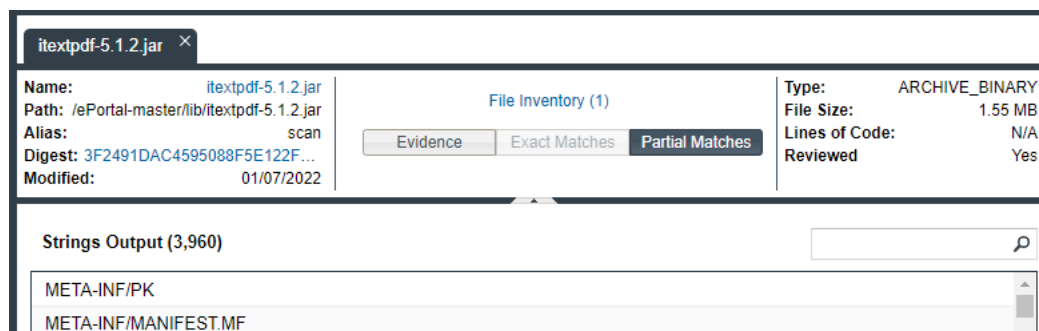 itextpdf-5.1.2.jar ×
Name: itextpdf-5.1.2.jar
Path: /ePortal-master/lib/itextpdf-5.1.2.jar
Alias: scan
Digest: 3F2491DAC4595088F5E122F...
Modified: 01/07/2022
File Inventory (1)
Evidence Exact Matches Partial Matches
Type: ARCHIVE_BINARY
File Size: 1.55 MB
Lines of Code: N/A
Reviewed Yes
Strings Output (3,960)
META-INF/PK
META-INF/MANIFEST.MF